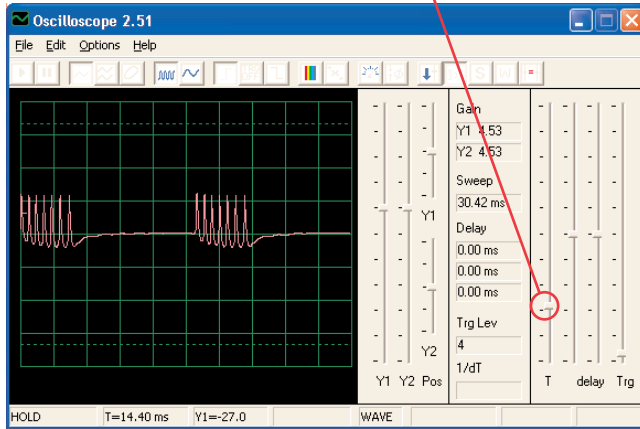 Oscilloscope 2.51
File Edit Options Help
Gain
Y1 4.53
Y2 4.53
Sweep
30.42 ms
Delay
0.00 ms
0.00 ms
0.00 ms
Trg Lev
4
1/dT
Y1
Y2
Y1 Y2 Pos
T delay Trg
HOLD T=14.40 ms Y1=-27.0 WAVE